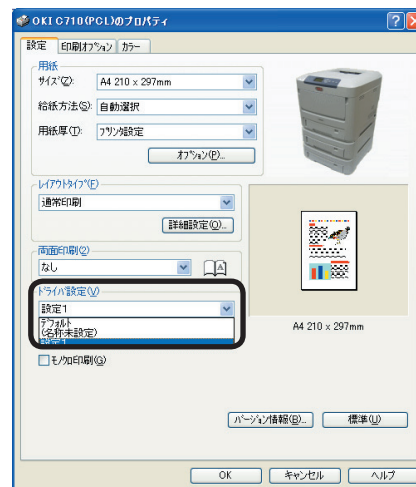 OKI C710(PCL)のプロパティ
設定 印刷オプション カラー
用紙
サイズ(Z): A4 210 x 297mm
給紙方法(S): 自動選択
用紙厚(T): プリンタ設定
オプション(P)...
レイアウトタイプ(E)
通常印刷
詳細設定(O)...
両面印刷(2)
なし
ドライバ設定(V)
設定1
デフォルト
(名称未設定)
設定1
A4 210 x 297mm
モノクロ印刷(G)
バージョン情報(B)... 標準(U)
OK キャンセル ヘルプ